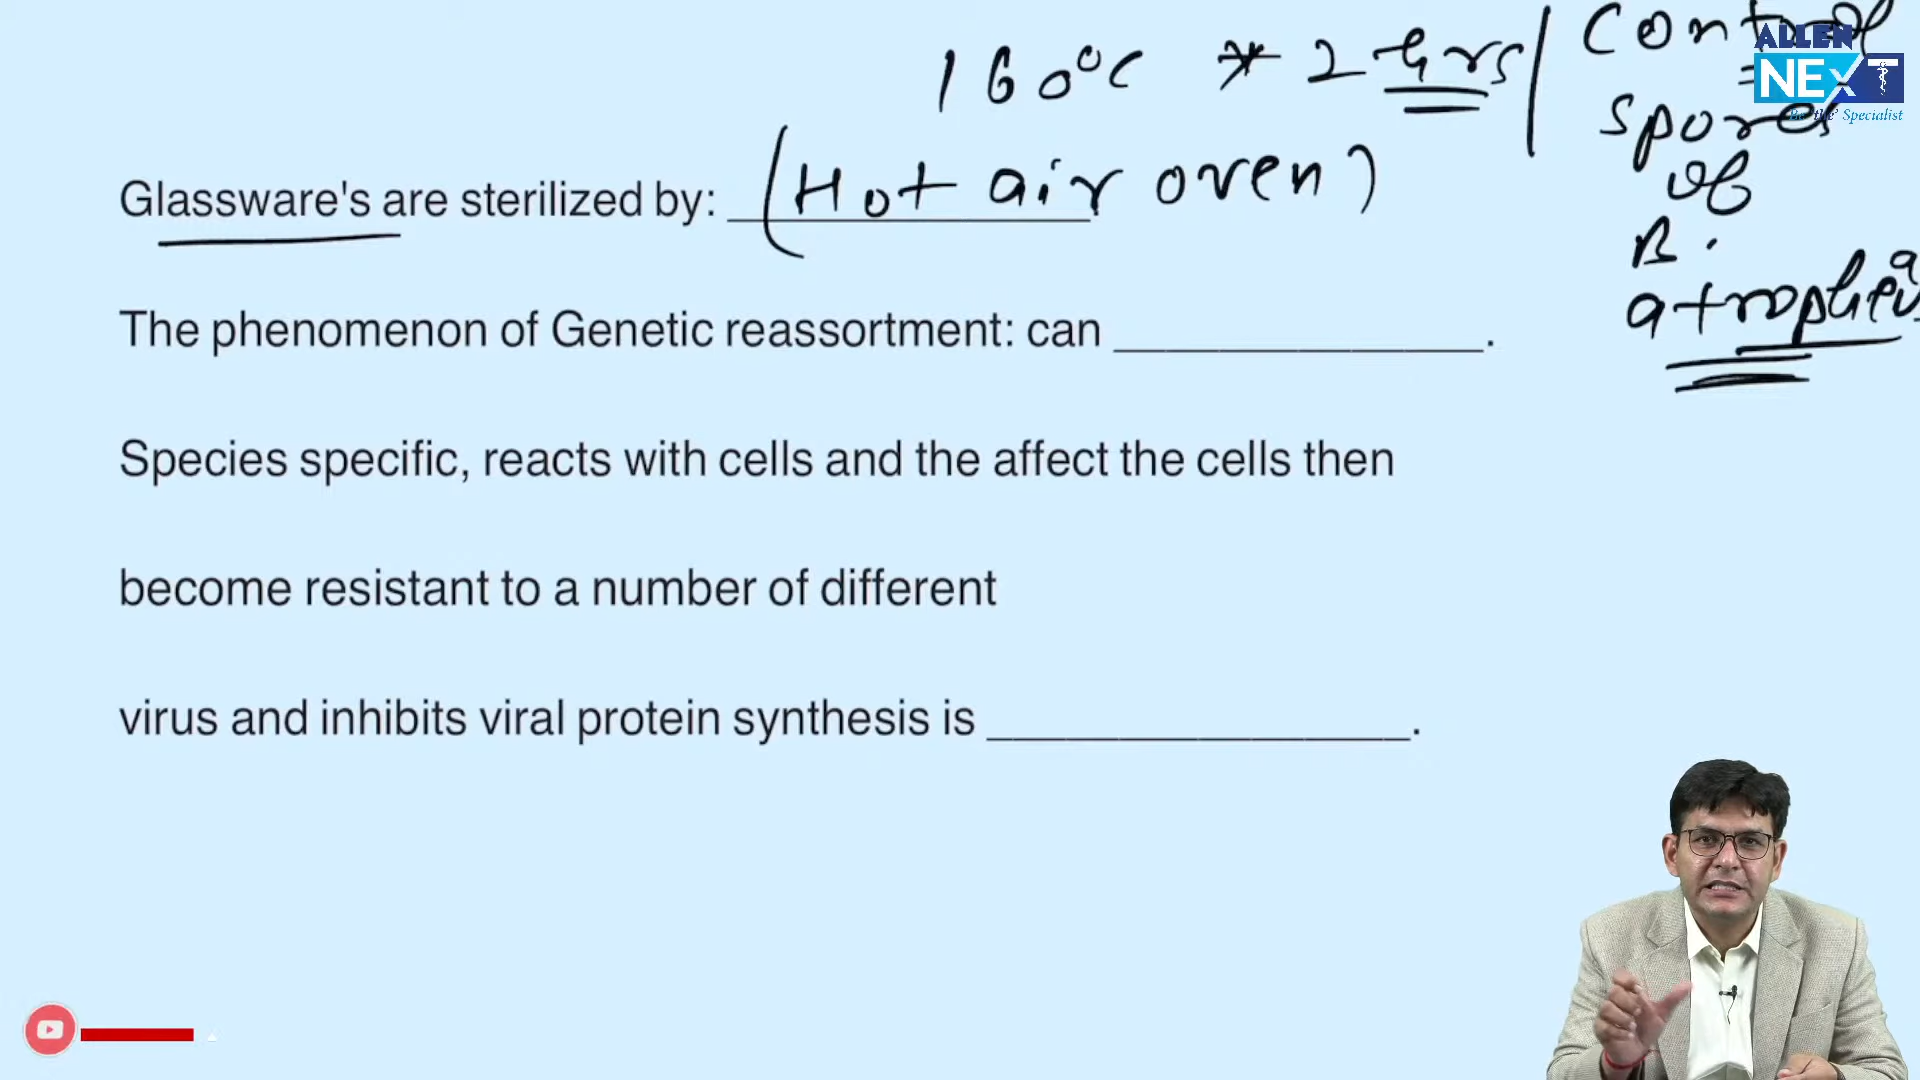 160°C * 2 hrs / Control
spores
of
B.
(Hot air oven)
Glassware's are sterilized by: ______________.
The phenomenon of Genetic reassortment: can ______________.
Species specific, reacts with cells and the affect the cells then
become resistant to a number of different
virus and inhibits viral protein synthesis is ________________.
ALLEN
NEXT
Be 'the' Specialist